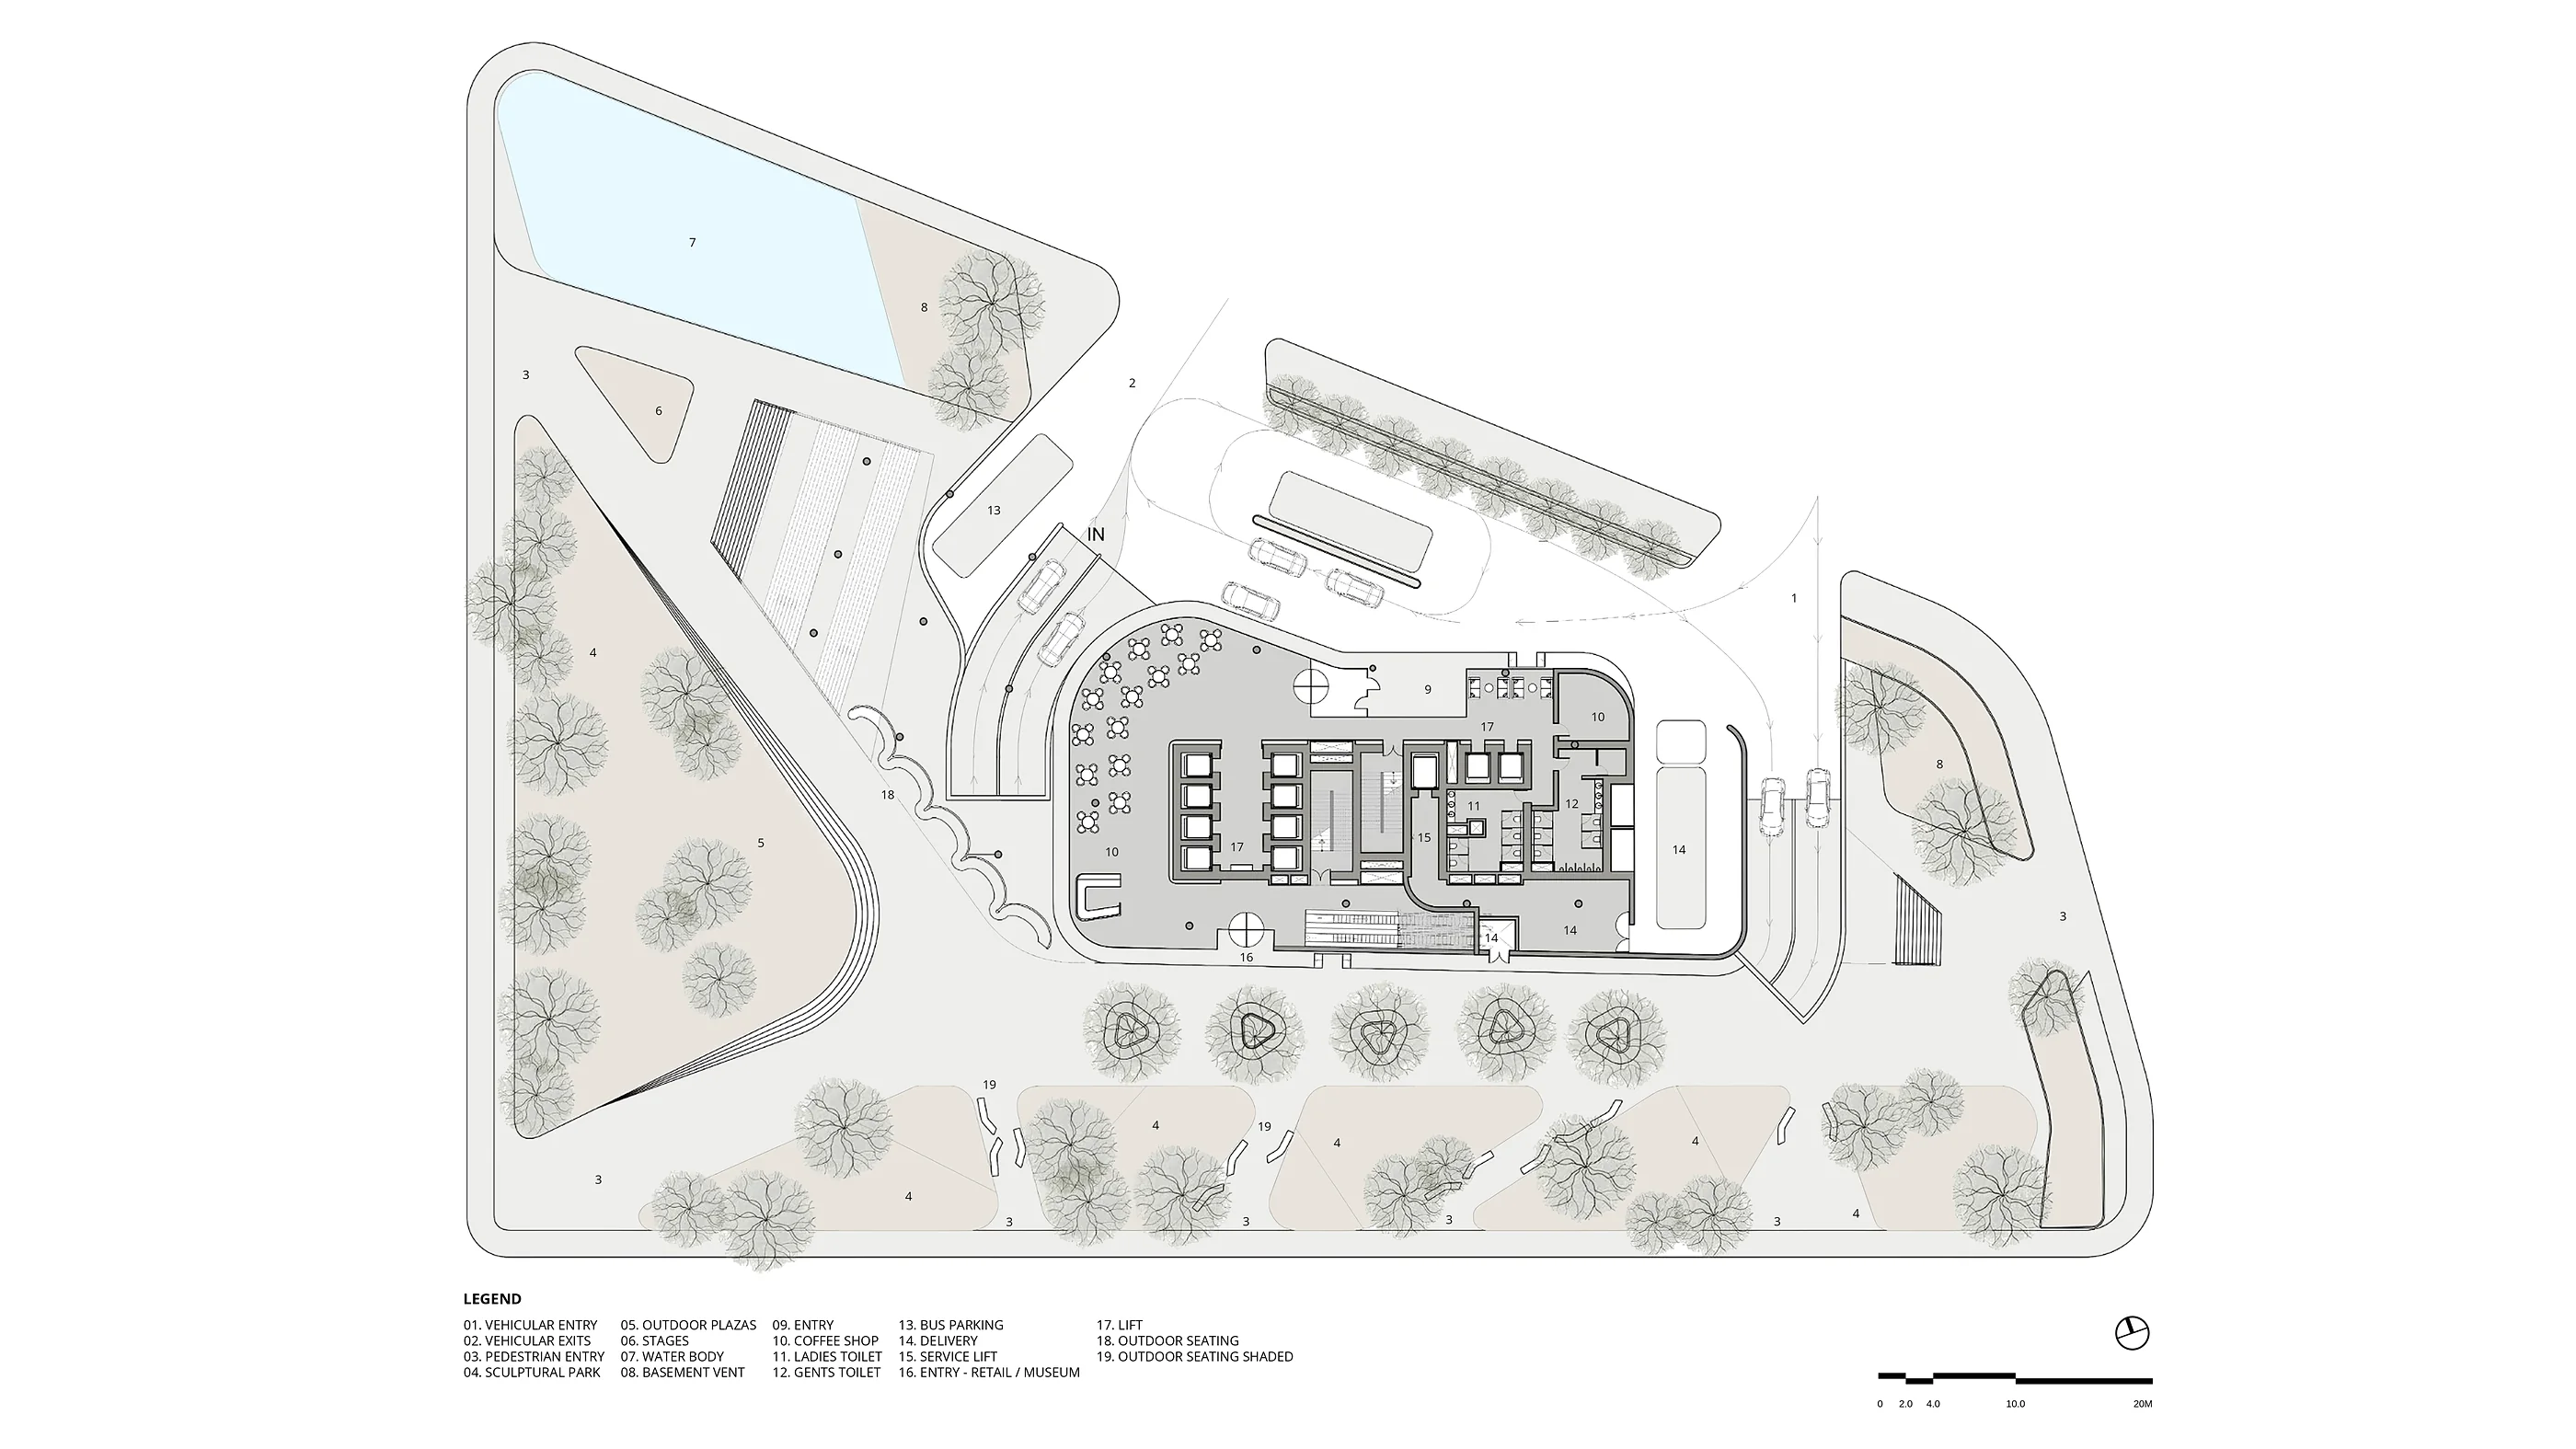 7
8
3
2
6
13
IN
1
4
9
17
10
8
18
11
12
5
15
17
10
14
3
14
14
16
19
4
19
4
4
3
4
4
3
3
3
3
LEGEND
01. VEHICULAR ENTRY
02. VEHICULAR EXITS
03. PEDESTRIAN ENTRY
04. SCULPTURAL PARK
05. OUTDOOR PLAZAS
06. STAGES
07. WATER BODY
08. BASEMENT VENT
09. ENTRY
10. COFFEE SHOP
11. LADIES TOILET
12. GENTS TOILET
13. BUS PARKING
14. DELIVERY
15. SERVICE LIFT
16. ENTRY - RETAIL / MUSEUM
17. LIFT
18. OUTDOOR SEATING
19. OUTDOOR SEATING SHADED
0 2.0 4.0 10.0 20M